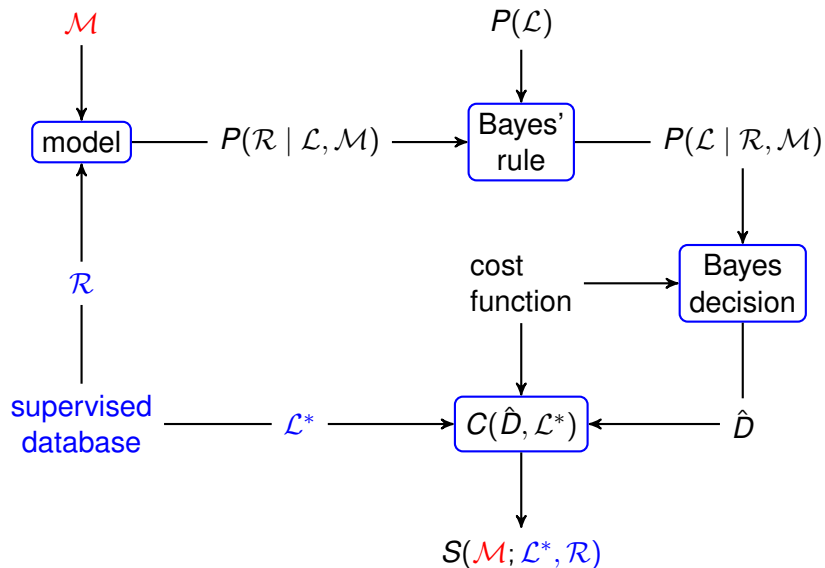 ℳ
P(ℒ)
model
P(ℛ | ℒ, ℳ)
Bayes’
rule
P(ℒ | ℛ, ℳ)
ℛ
cost
function
Bayes
decision
supervised
database
ℒ*
C(D̂, ℒ*)
D̂
S(ℳ; ℒ*, ℛ)